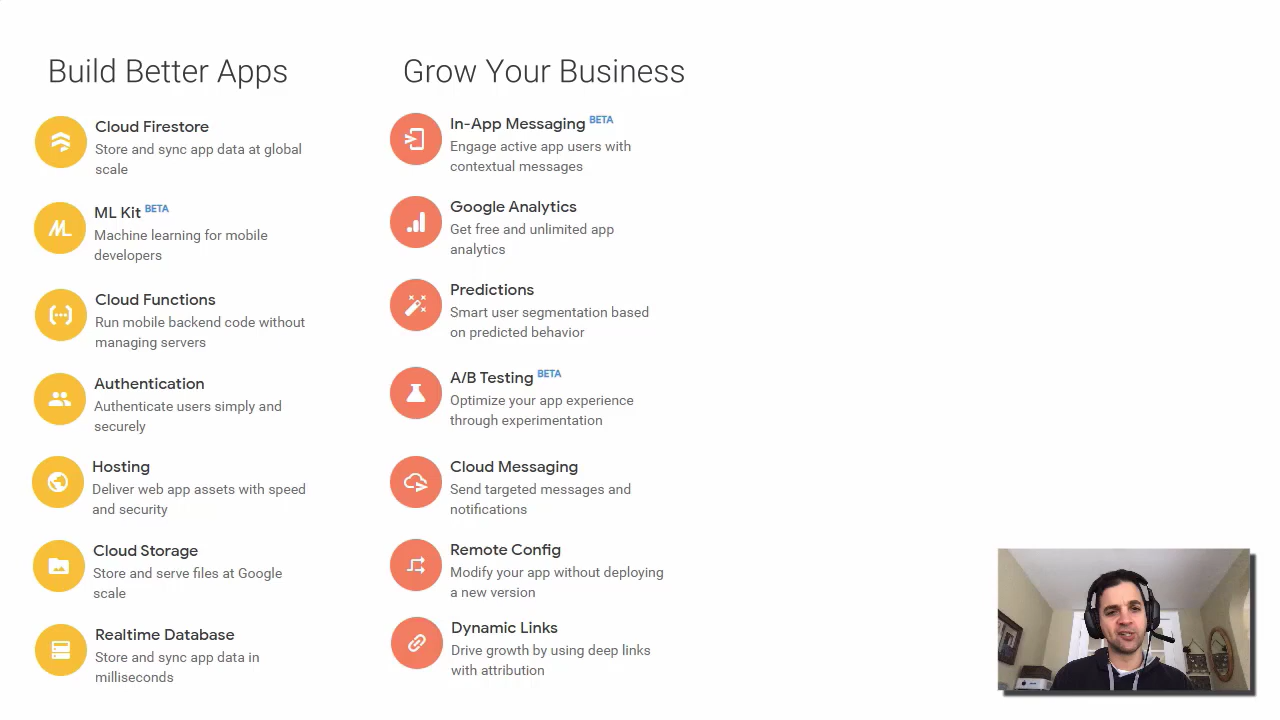 Build Better Apps
Cloud Firestore
Store and sync app data at global
scale
ML Kit BETA
Machine learning for mobile
developers
Cloud Functions
Run mobile backend code without
managing servers
Authentication
Authenticate users simply and
securely
Hosting
Deliver web app assets with speed
and security
Cloud Storage
Store and serve files at Google
scale
Realtime Database
Store and sync app data in
milliseconds
Grow Your Business
In-App Messaging BETA
Engage active app users with
contextual messages
Google Analytics
Get free and unlimited app
analytics
Predictions
Smart user segmentation based
on predicted behavior
A/B Testing BETA
Optimize your app experience
through experimentation
Cloud Messaging
Send targeted messages and
notifications
Remote Config
Modify your app without deploying
a new version
Dynamic Links
Drive growth by using deep links
with attribution